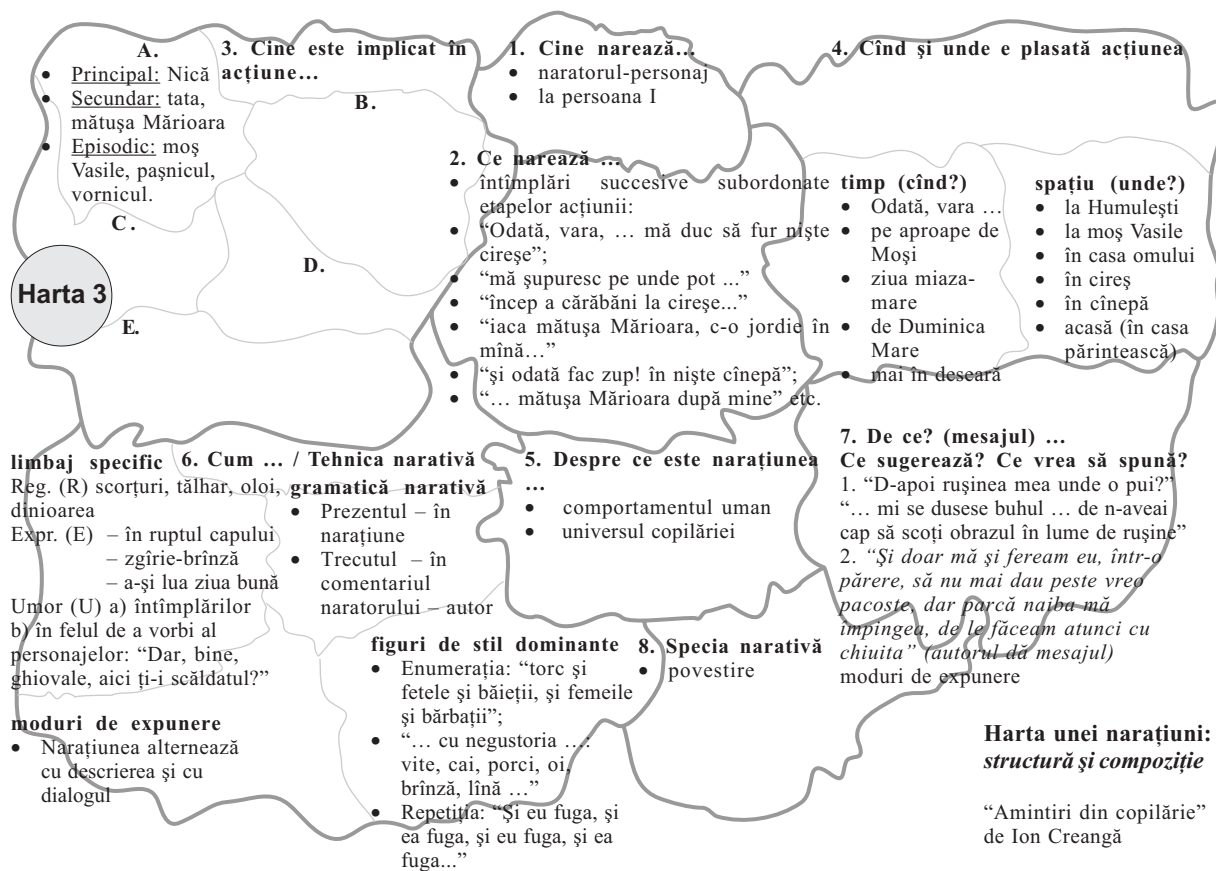 A.
• Principal: Nică
• Secundar: tata,
mătuşa Mărioara
• Episodic: moş
Vasile, paşnicul,
vornicul.
3. Cine este implicat în
acţiune…
B.
C.
D.
E.
Harta 3
1. Cine narează…
• naratorul-personaj
• la persoana I
2. Ce narează …
• întîmplări succesive subordonate
etapelor acţiunii:
• “Odată, vara, … mă duc să fur nişte
cireşe”;
• “mă şupuresc pe unde pot ...”
• “încep a cărăbăni la cireşe...”
• “iaca mătuşa Mărioara, c-o jordie în
mînă…”
• “şi odată fac zup! în nişte cînepă”;
• “… mătuşa Mărioara după mine” etc.
4. Cînd şi unde e plasată acţiunea
timp (cînd?)
• Odată, vara …
• pe aproape de
Moşi
• ziua miaza-
mare
• de Duminica
Mare
• mai în deseară
spaţiu (unde?)
• la Humuleşti
• la moş Vasile
• în casa omului
• în cireş
• în cînepă
• acasă (în casa
părintească)
limbaj specific
Reg. (R) scorţuri, tălhar, oloi,
dinioarea
Expr. (E) – în ruptul capului
– zgîrie-brînză
– a-şi lua ziua bună
Umor (U) a) întîmplărilor
b) în felul de a vorbi al
personajelor: “Dar, bine,
ghiovale, aici ţi-i scăldatul?”
moduri de expunere
• Naraţiunea alternează
cu descrierea şi cu
dialogul
6. Cum … / Tehnica narativă
gramatică narativă
• Prezentul – în
naraţiune
• Trecutul – în
comentariul
naratorului – autor
figuri de stil dominante
• Enumeraţia: “torc şi
fetele şi băieţii, şi femeile
şi bărbaţii”;
• “… cu negustoria …:
vite, cai, porci, oi,
brînză, lînă …”
• Repetiţia: “Şi eu fuga, şi
ea fuga, şi eu fuga, şi ea
fuga...”
5. Despre ce este naraţiunea
…
• comportamentul uman
• universul copilăriei
8. Specia narativă
• povestire
7. De ce? (mesajul) …
Ce sugerează? Ce vrea să spună?
1. “D-apoi ruşinea mea unde o pui?”
“… mi se dusese buhul … de n-aveai
cap să scoţi obrazul în lume de ruşine”
2. “Şi doar mă şi feream eu, într-o
părere, să nu mai dau peste vreo
pacoste, dar parcă naiba mă
împingea, de le făceam atunci cu
chiuita” (autorul dă mesajul)
moduri de expunere
Harta unei naraţiuni:
structură şi compoziţie
“Amintiri din copilărie”
de Ion Creangă